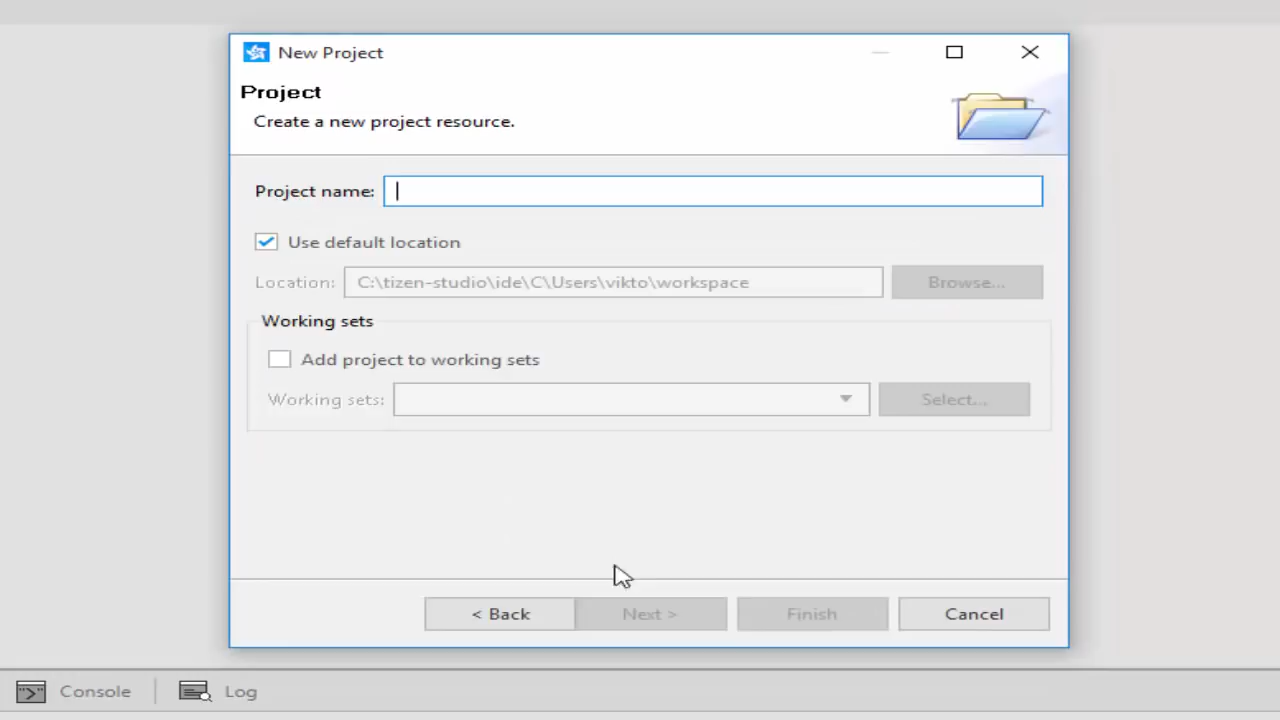 New Project
Project
Create a new project resource.
Project name:
Use default location
Location: C:\tizen-studio\ide\C\Users\vikto\workspace Browse...
Working sets
Add project to working sets
Working sets: Select...
< Back Next > Finish Cancel
Console Log